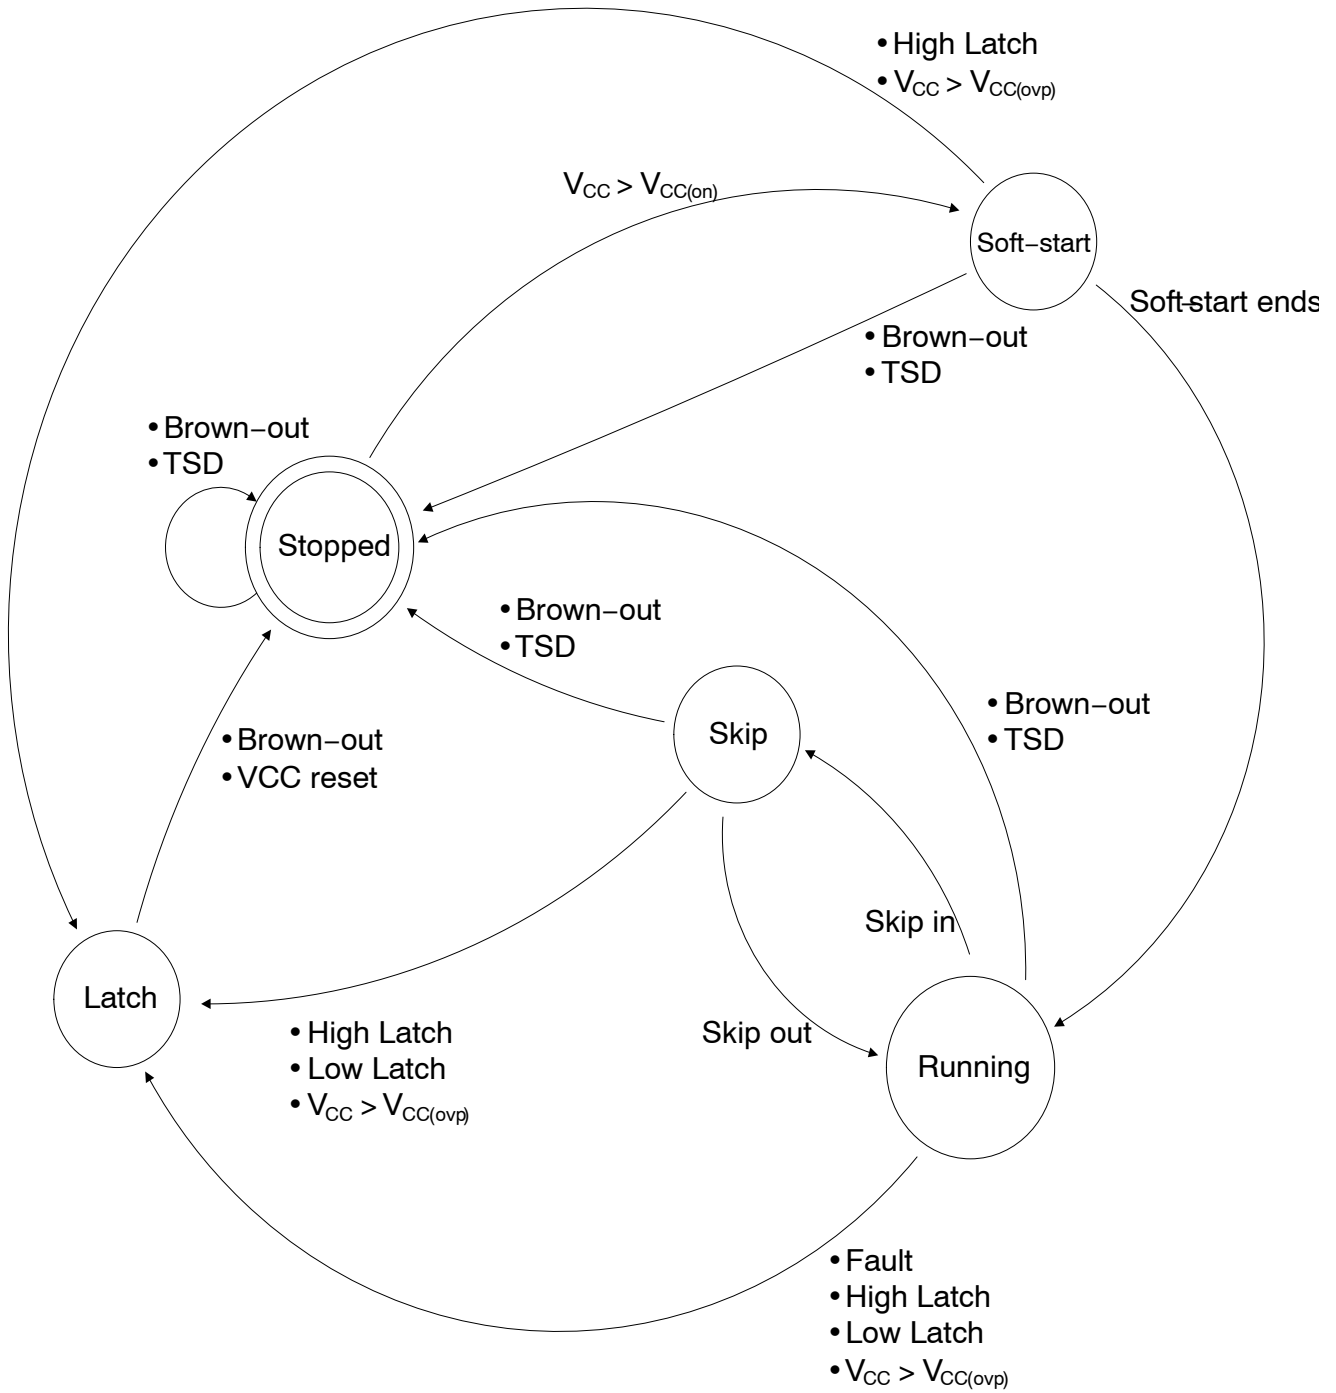 • High Latch
• VCC > VCC(ovp)
VCC > VCC(on)
Soft−start
Soft−start ends
• Brown−out
• TSD
• Brown−out
• TSD
Stopped
• Brown−out
• TSD
• Brown−out
• TSD
Skip
• Brown−out
• VCC reset
Skip in
Latch
Skip out
• High Latch
• Low Latch
• VCC > VCC(ovp)
Running
• Fault
• High Latch
• Low Latch
• VCC > VCC(ovp)